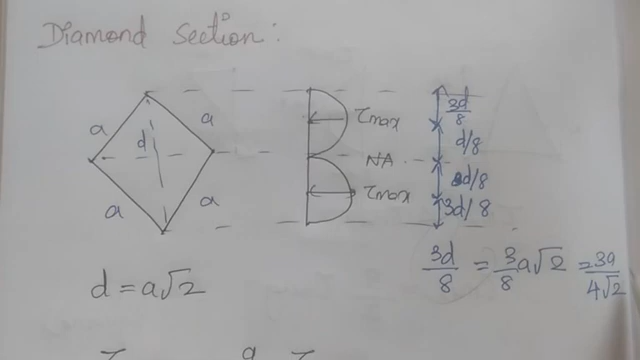 Diamond Section:
a
a
d
a
a
τmax
NA
τmax
3d/8
d/8
d/8
3d/8
d = a√2
3d/8 = 3/8 a√2 = 3a/4√2
a